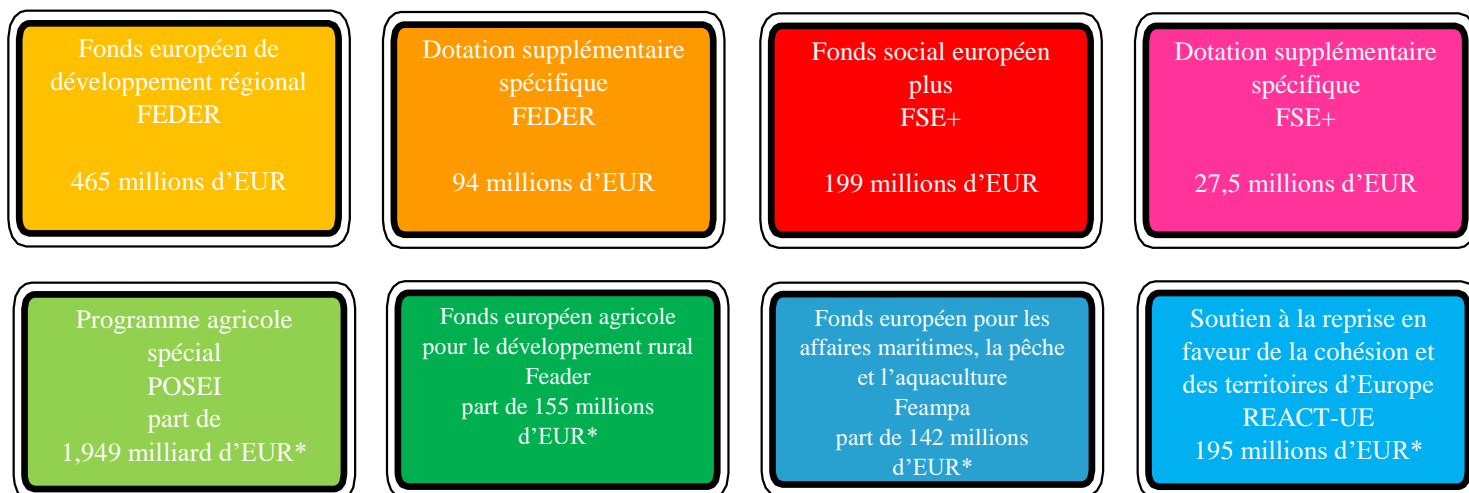 Fonds européen de
développement régional
FEDER
465 millions d’EUR
Dotation supplémentaire
spécifique
FEDER
94 millions d’EUR
Fonds social européen
plus
FSE+
199 millions d’EUR
Dotation supplémentaire
spécifique
FSE+
27,5 millions d’EUR
Programme agricole
spécial
POSEI
part de
1,949 milliard d’EUR*
Fonds européen agricole
pour le développement rural
Feader
part de 155 millions
d’EUR*
Fonds européen pour les
affaires maritimes, la pêche
et l’aquaculture
Feampa
part de 142 millions
d’EUR*
Soutien à la reprise en
faveur de la cohésion et
des territoires d’Europe
REACT-UE
195 millions d’EUR*